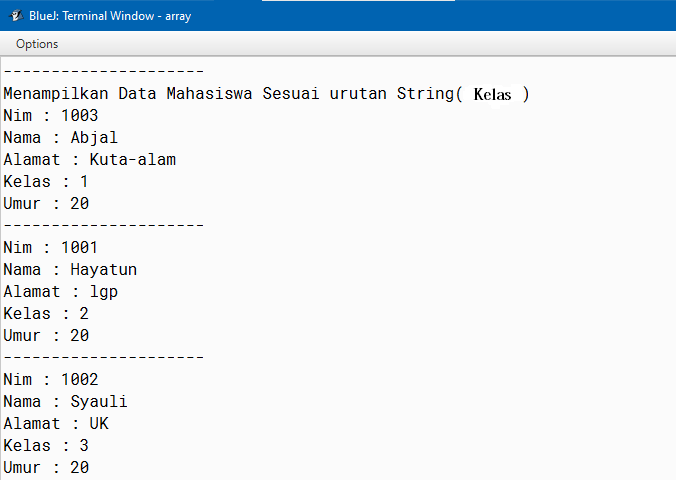 BlueJ: Terminal Window - array
Options
---------------------
Menampilkan Data Mahasiswa Sesuai urutan String( Kelas )
Nim : 1003
Nama : Abjal
Alamat : Kuta-alam
Kelas : 1
Umur : 20
---------------------
Nim : 1001
Nama : Hayatun
Alamat : lgp
Kelas : 2
Umur : 20
---------------------
Nim : 1002
Nama : Syauli
Alamat : UK
Kelas : 3
Umur : 20